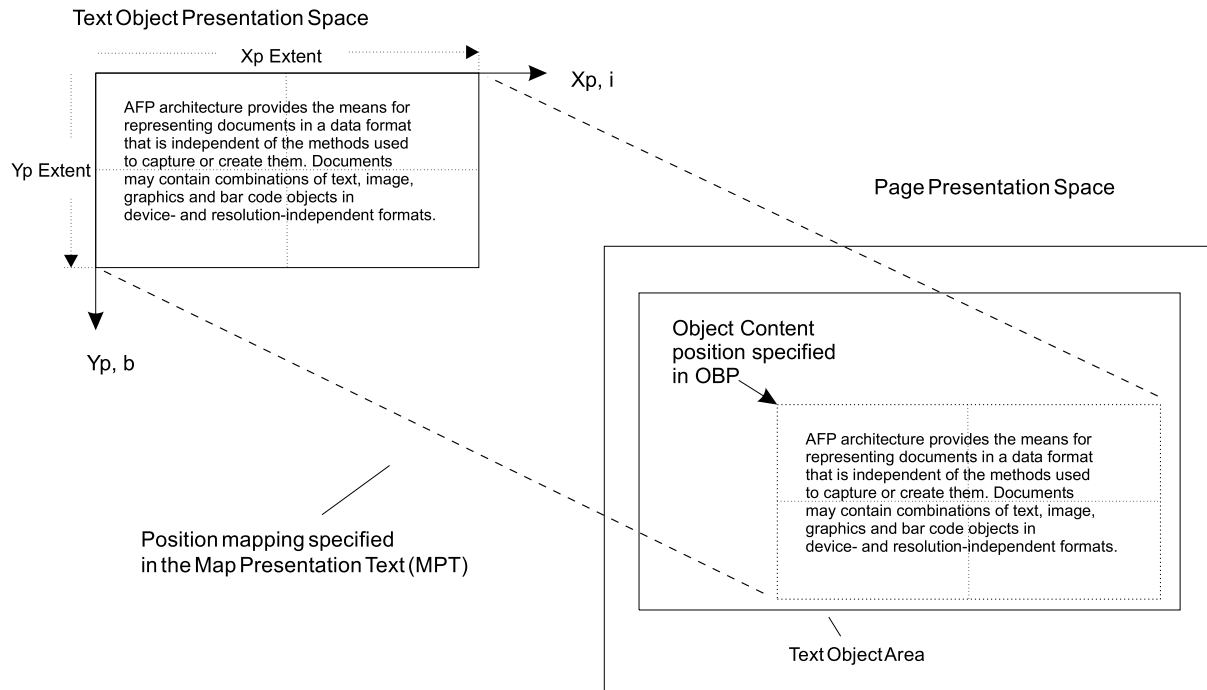 Text Object Presentation Space
Xp Extent
Xp, i
AFP architecture provides the means for
representing documents in a data format
that is independent of the methods used
to capture or create them. Documents
may contain combinations of text, image,
graphics and bar code objects in
device- and resolution-independent formats.
Yp Extent
Yp, b
Page Presentation Space
Object Content
position specified
in OBP
AFP architecture provides the means for
representing documents in a data format
that is independent of the methods used
to capture or create them. Documents
may contain combinations of text, image,
graphics and bar code objects in
device- and resolution-independent formats.
Position mapping specified
in the Map Presentation Text (MPT)
Text Object Area